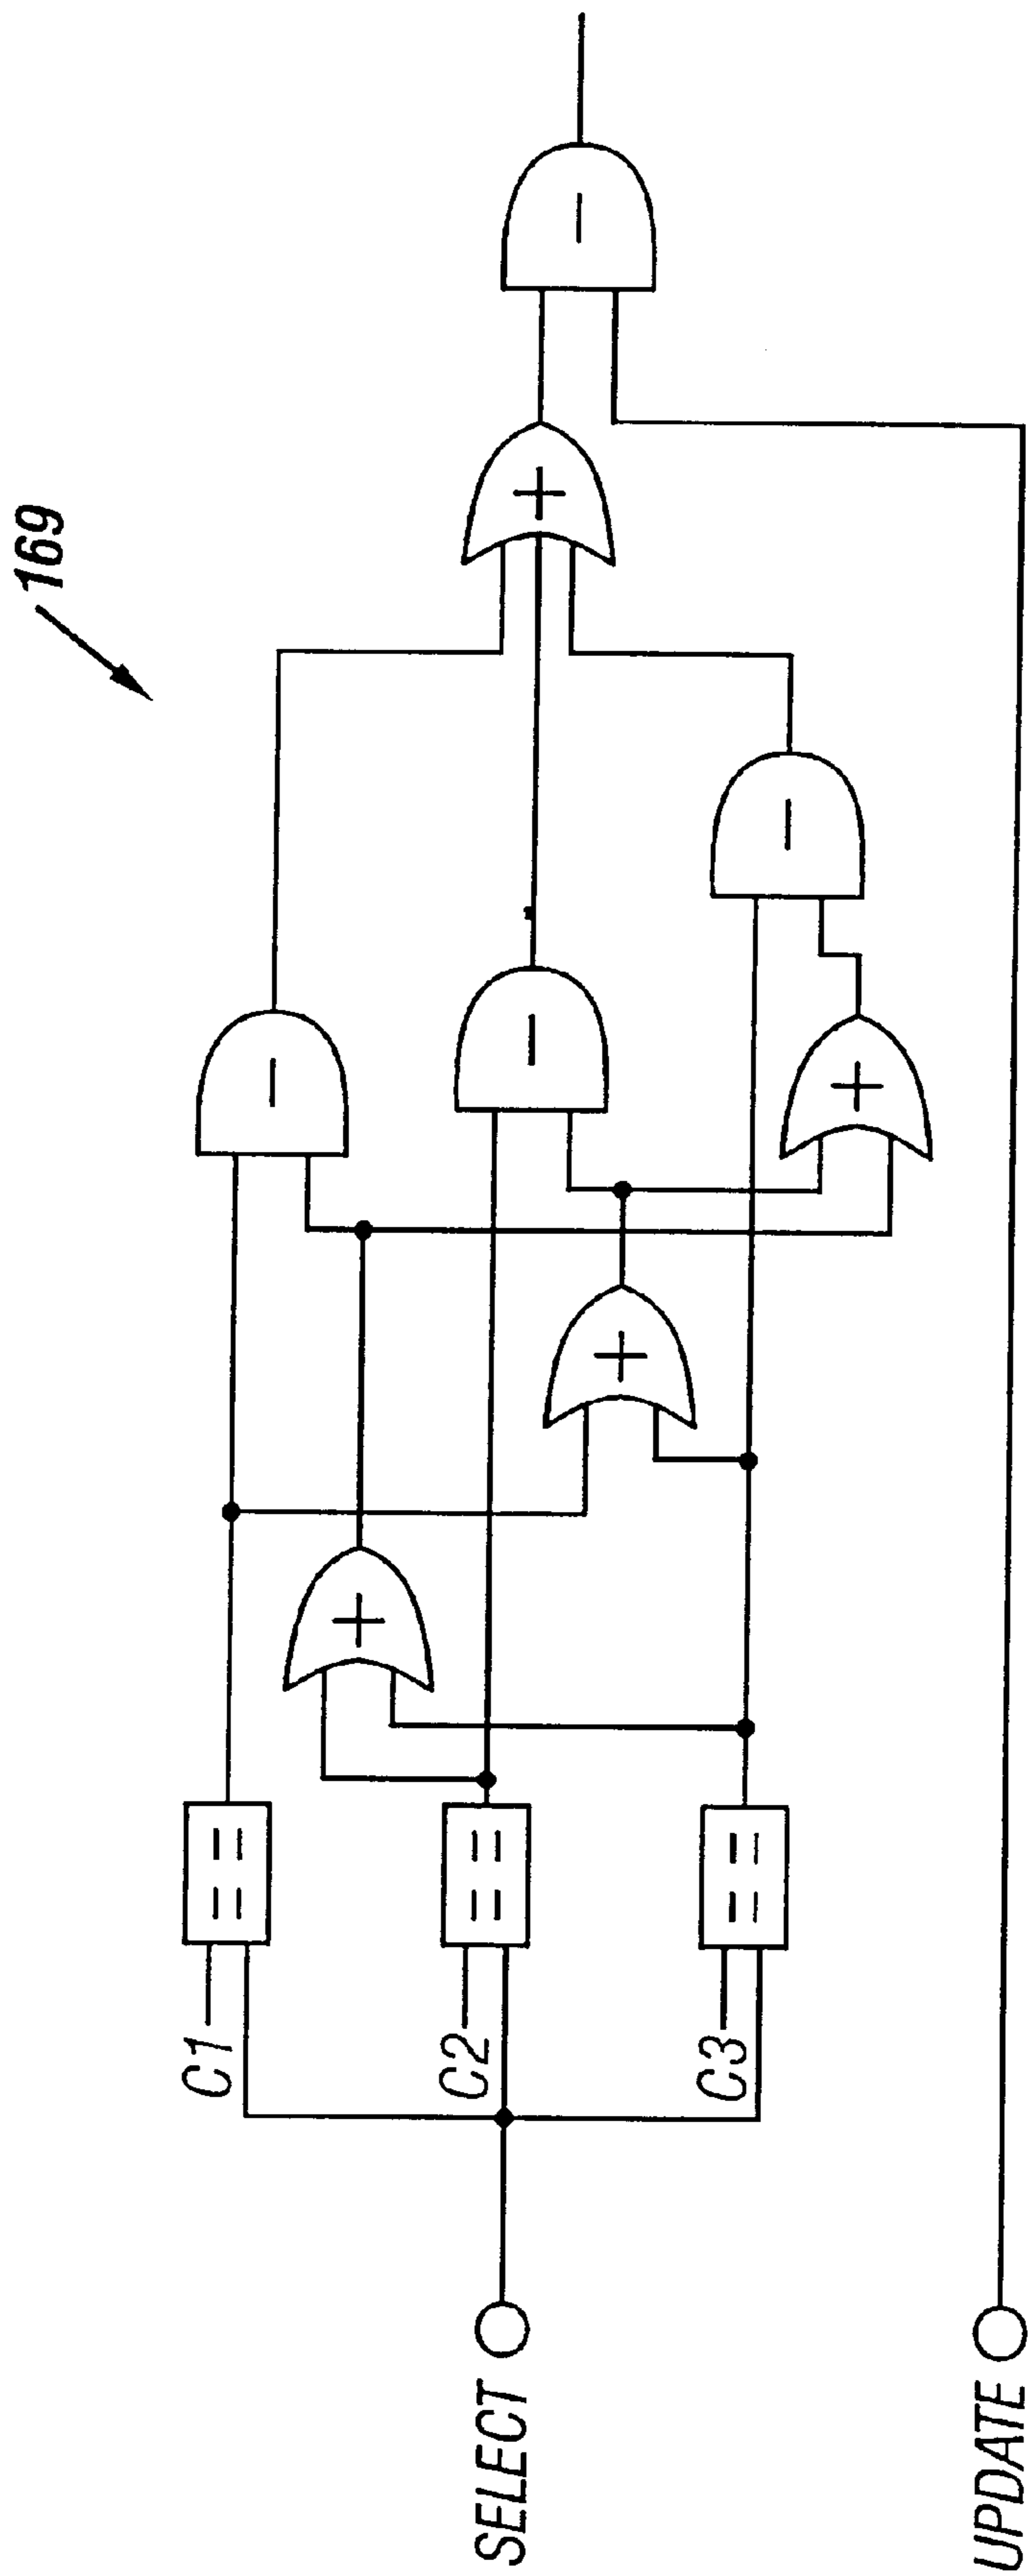 169
C1
==
+
-
SELECT
C2
==
+
-
+
-
C3
==
+
-
UPDATE